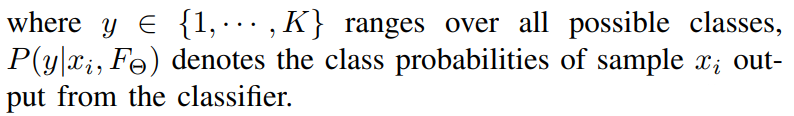 where y ∈ {1, · · · , K} ranges over all possible classes,
P(y|x_i, F_Θ) denotes the class probabilities of sample x_i out-
put from the classifier.